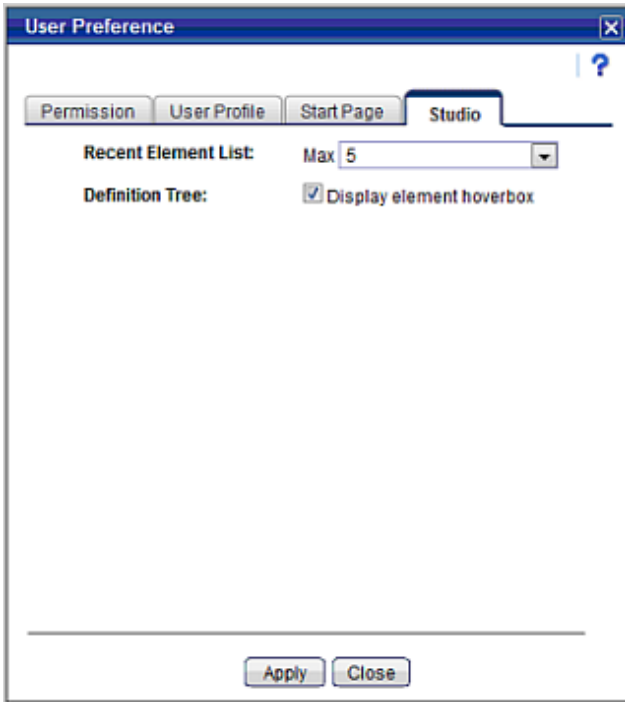 User Preference
?
Permission User Profile Start Page Studio
Recent Element List: Max 5
Definition Tree: Display element hoverbox
Apply Close